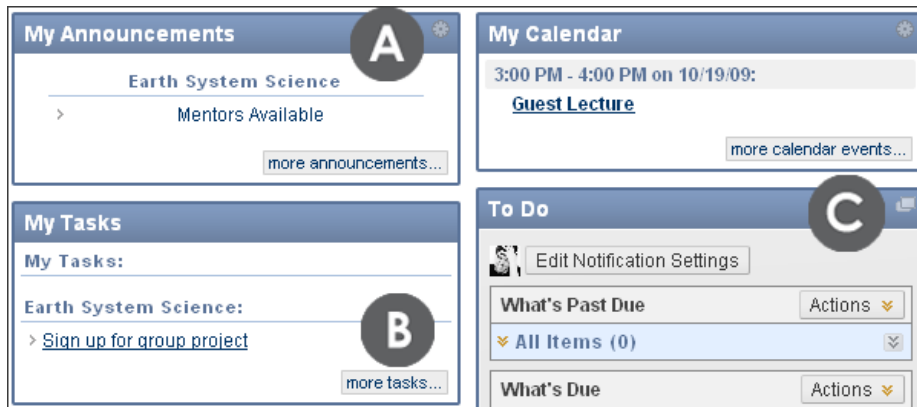 My Announcements
A
Earth System Science
> Mentors Available
more announcements...
My Tasks
My Tasks:
Earth System Science:
> Sign up for group project
B
more tasks...
My Calendar
3:00 PM - 4:00 PM on 10/19/09:
Guest Lecture
more calendar events...
To Do
C
Edit Notification Settings
What's Past Due Actions
All Items (0)
What's Due Actions